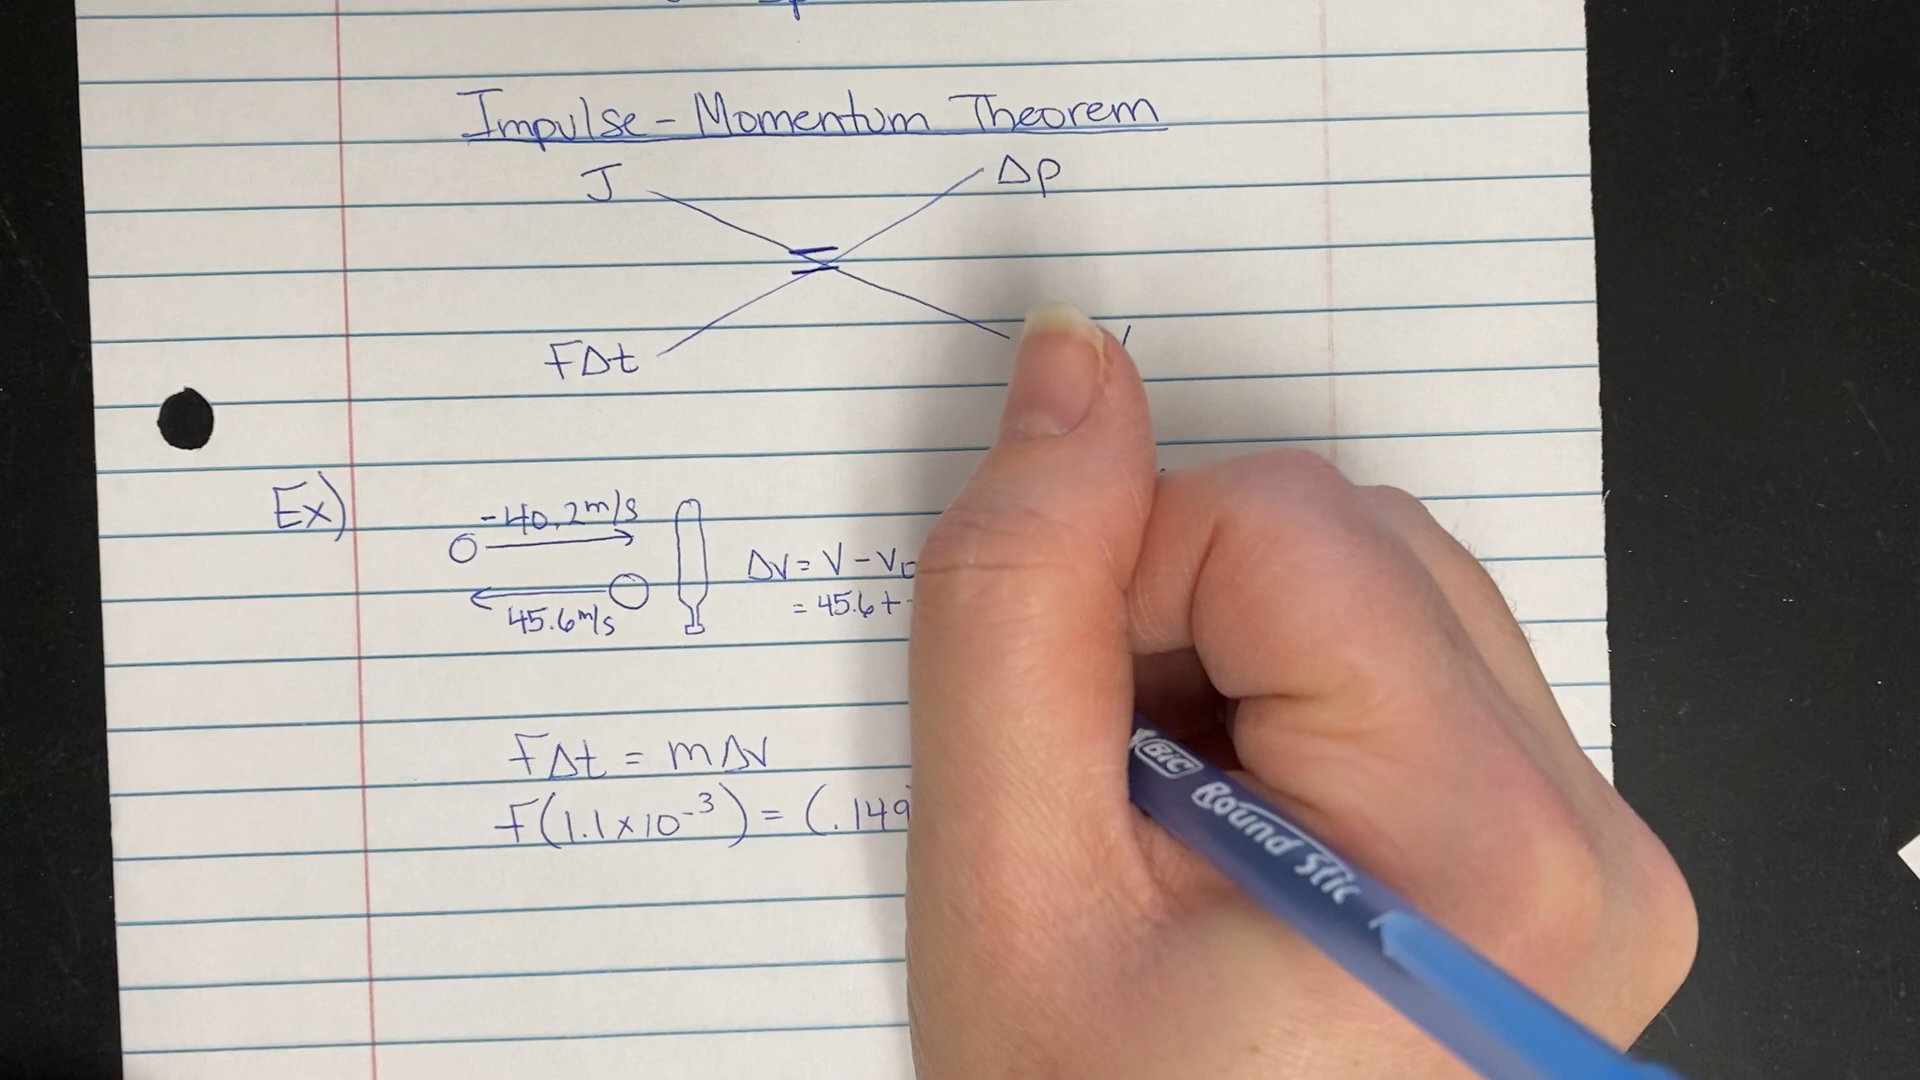 Impulse - Momentum Theorem
J Δp
=
FΔt
Ex)
-40.2m/s
45.6m/s
Δv = v - v₀
= 45.6 +
FΔt = mΔv
F(1.1x10⁻³) = (.149
BIC Round Stic